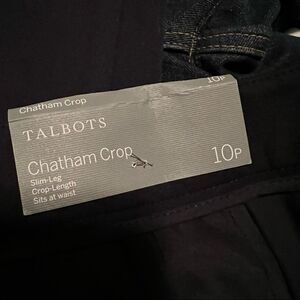 Chatham Crop 10P
TALBOTS
Chatham Crop 10P
Slim-Leg
Crop-Length
Sits at waist